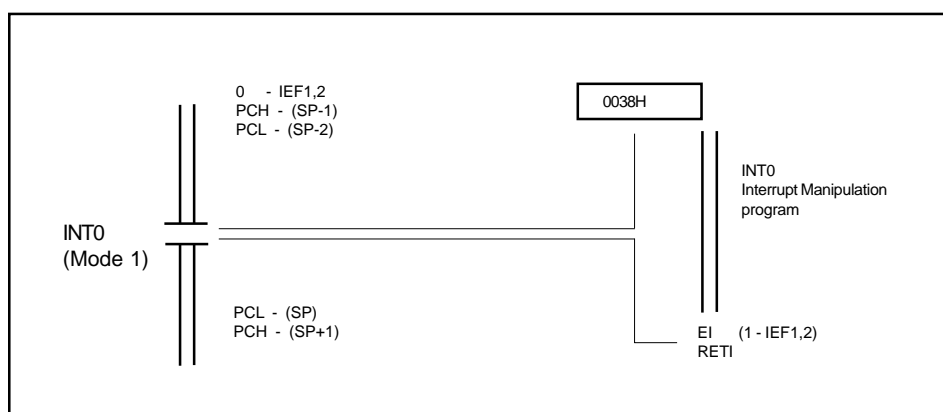 0 - IEF1,2
PCH - (SP-1)
PCL - (SP-2)
0038H
INT0
Interrupt Manipulation
program
INT0
(Mode 1)
PCL - (SP)
PCH - (SP+1)
EI (1 - IEF1,2)
RETI